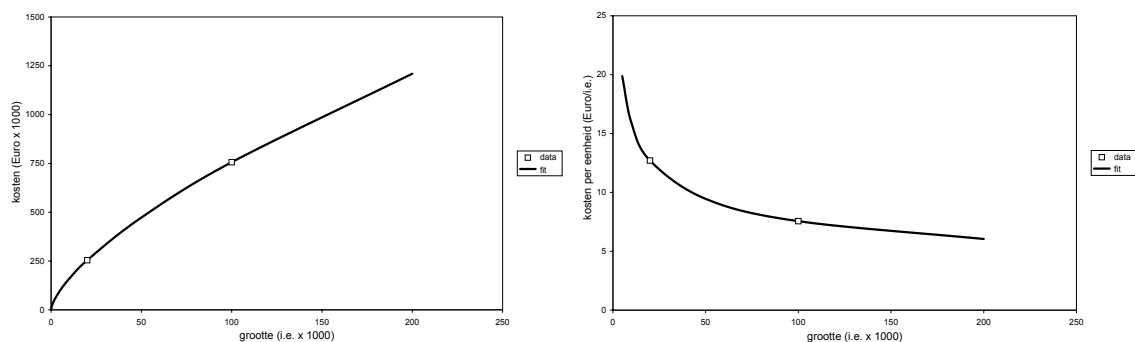 1500
1250
1000
750
500
250
0
kosten (Euro x 1000)
0 50 100 150 200 250
grootte (i.e. x 1000)
data
fit
25
20
15
10
5
0
kosten per eenheid (Euro/i.e.)
0 50 100 150 200 250
grootte (i.e. x 1000)
data
fit